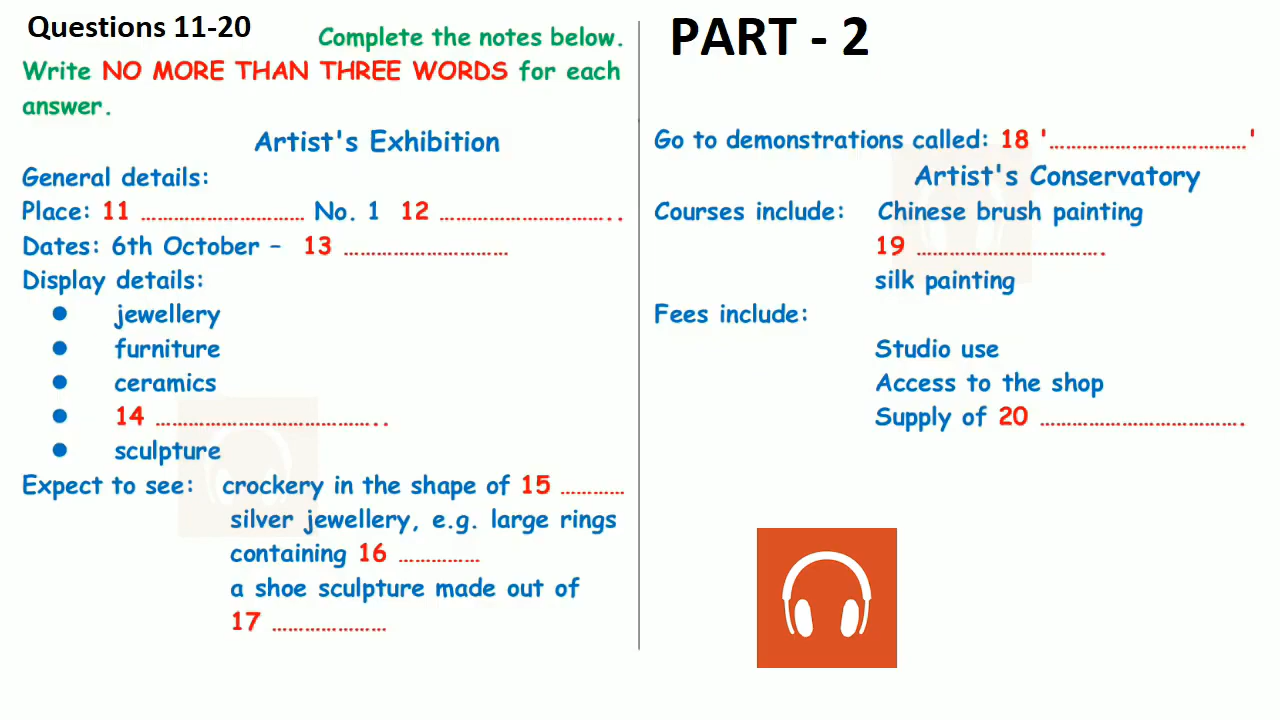 Questions 11-20
Complete the notes below.
Write NO MORE THAN THREE WORDS for each
answer.
Artist's Exhibition
General details:
Place: 11 ………………………… No. 1 12 …………………………..
Dates: 6th October – 13 …………………………
Display details:
● jewellery
● furniture
● ceramics
● 14 …………………………………..
● sculpture
Expect to see: crockery in the shape of 15 …………
silver jewellery, e.g. large rings
containing 16 ……………
a shoe sculpture made out of
17 …………………
PART - 2
Go to demonstrations called: 18 '………………………………'
Artist's Conservatory
Courses include: Chinese brush painting
19 …………………………….
silk painting
Fees include:
Studio use
Access to the shop
Supply of 20 ……………………………….